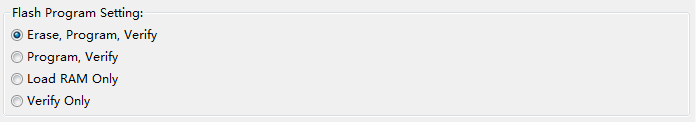 Flash Program Setting:
Erase, Program, Verify
Program, Verify
Load RAM Only
Verify Only